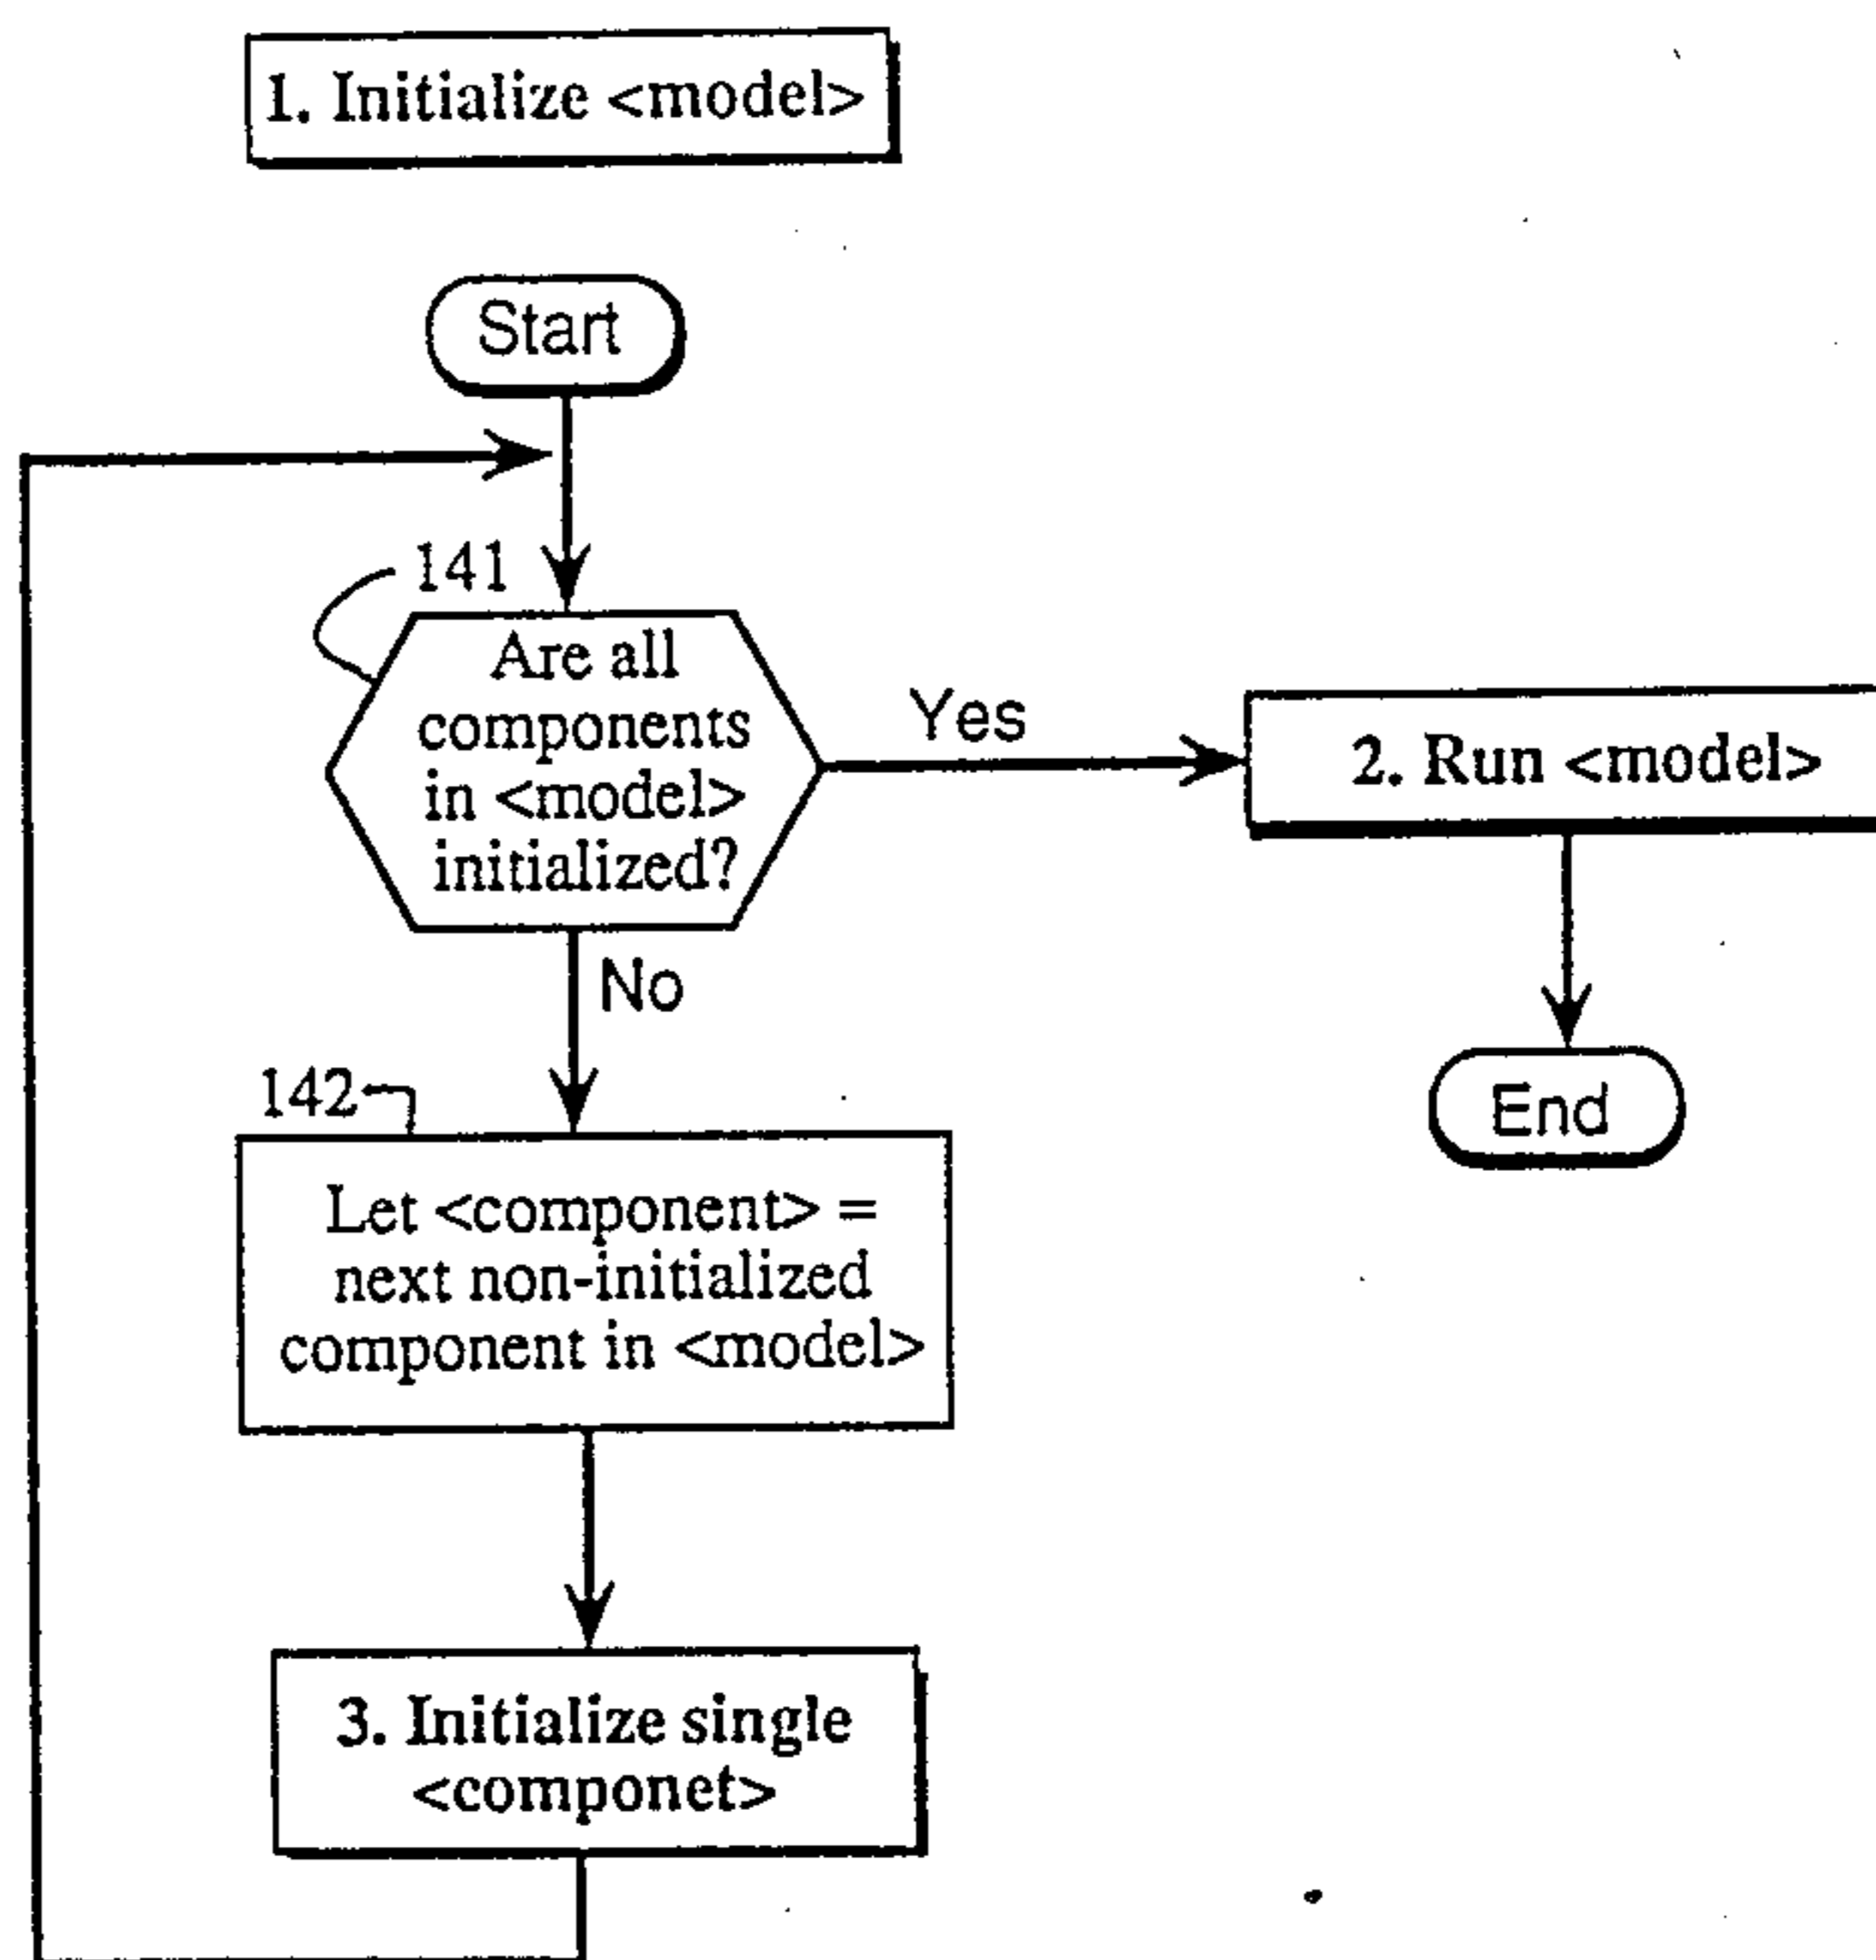 1. Initialize <model>
Start
141
Are all
components
in <model>
initialized?
Yes
2. Run <model>
No
End
142
Let <component> =
next non-initialized
component in <model>
3. Initialize single
<componet>